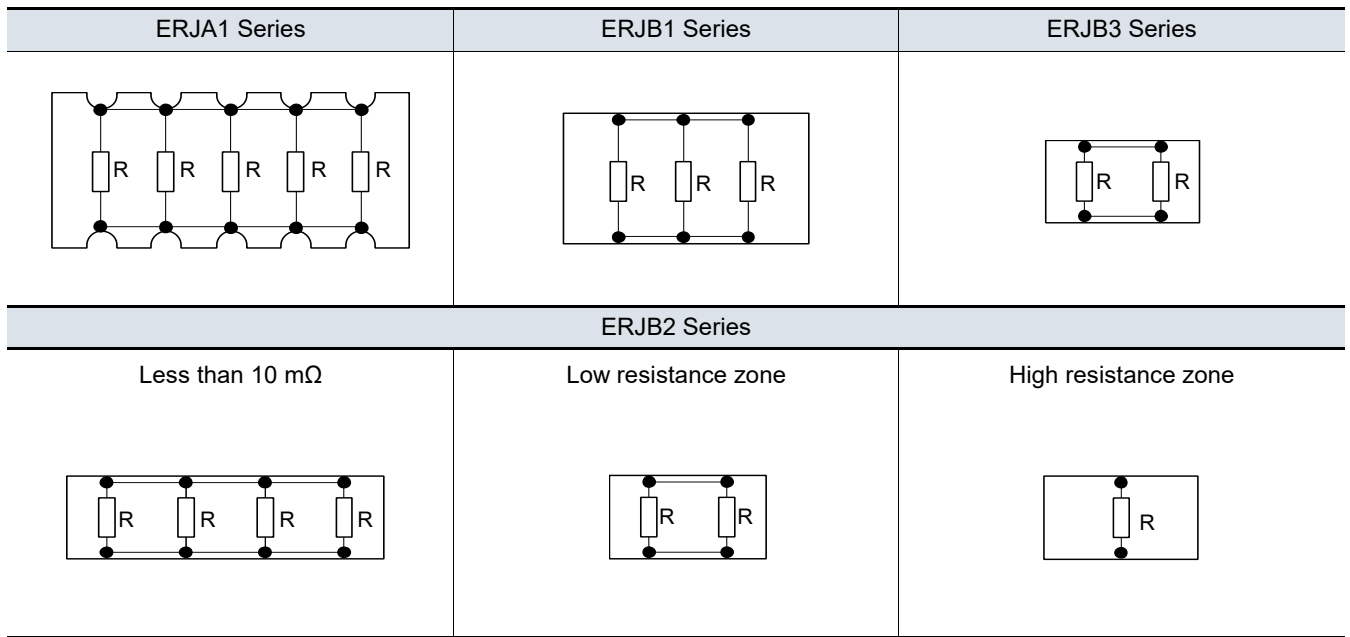 ERJA1 Series
ERJB1 Series
ERJB3 Series
R R R R R
R R R
R R
ERJB2 Series
Less than 10 mΩ
Low resistance zone
High resistance zone
R R R R
R R
R